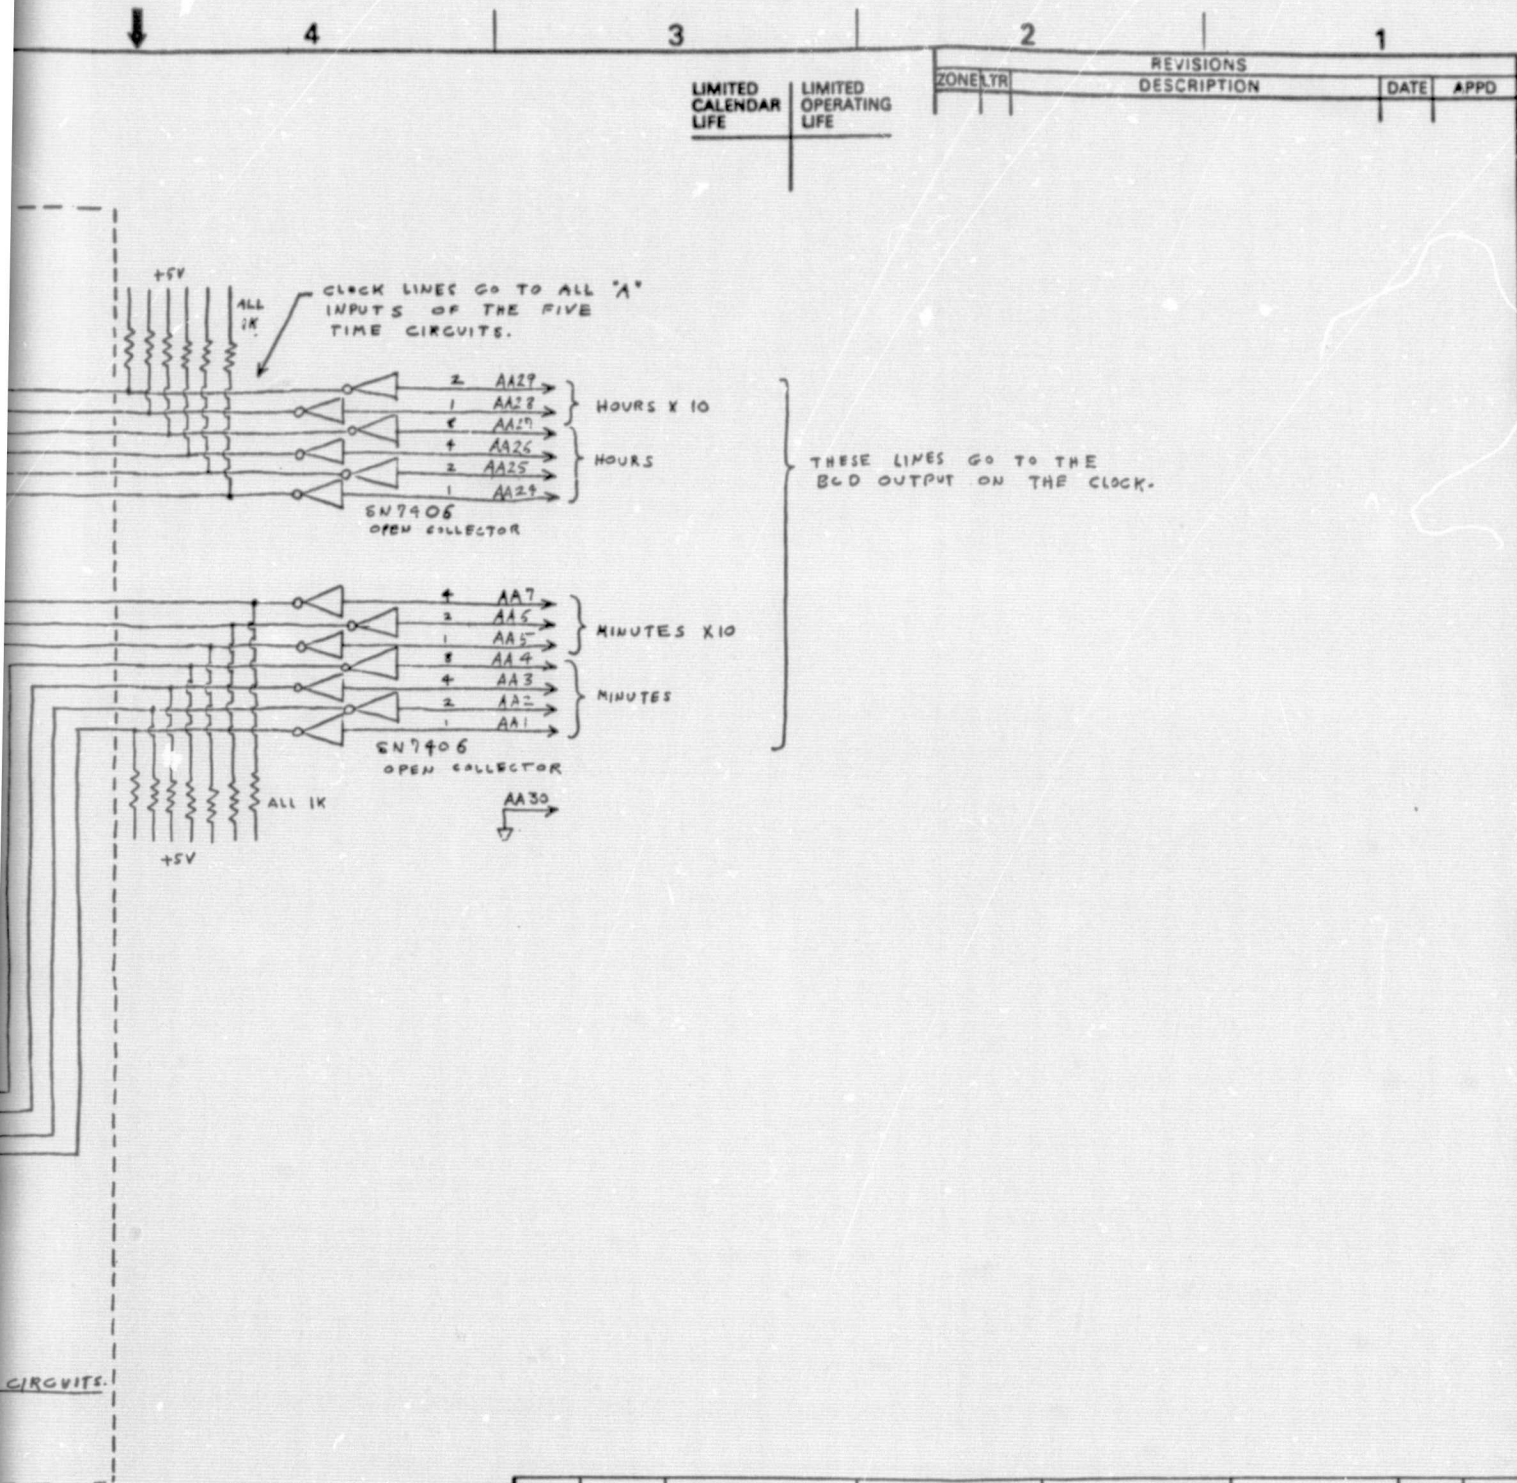 4 3 2 1
REVISIONS
ZONE LTR DESCRIPTION DATE APPD
LIMITED CALENDAR LIFE
LIMITED OPERATING LIFE
+5V
ALL
1K
CLOCK LINES GO TO ALL "A"
INPUTS OF THE FIVE
TIME CIRCUITS.
2 AA29
1 AA28
HOURS X 10
8 AA27
4 AA26
HOURS
2 AA25
1 AA24
SN7406
OPEN COLLECTOR
THESE LINES GO TO THE
BCD OUTPUT ON THE CLOCK.
4 AA7
2 AA6
MINUTES X10
1 AA5
8 AA4
4 AA3
MINUTES
2 AA2
1 AA1
SN7406
OPEN COLLECTOR
ALL 1K
AA30
+5V
CIRCUITS.